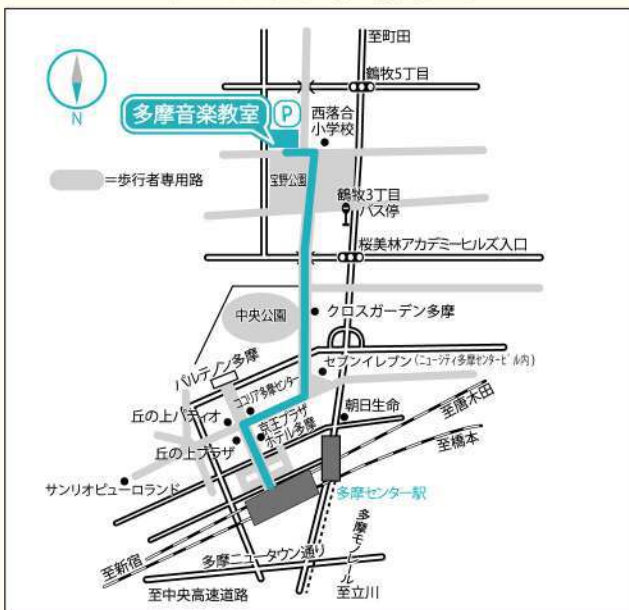 至町田
鶴牧5丁目
多摩音楽教室
P
西落合
小学校
N
=歩行者専用路
宝野公園
鶴牧3丁目
バス停
桜美林アカデミーヒルズ入口
中央公園
クロスガーデン多摩
パルテノン多摩
セブンイレブン(ニューシティ多摩センタービル内)
ココリア多摩センター
朝日生命
至唐木田
丘の上パティオ
京王プラザ
ホテル多摩
至橋本
丘の上プラザ
サンリオピューロランド
多摩センター駅
至新宿
多摩ニュータウン通り
多摩モノレール
至中央高速道路
至立川